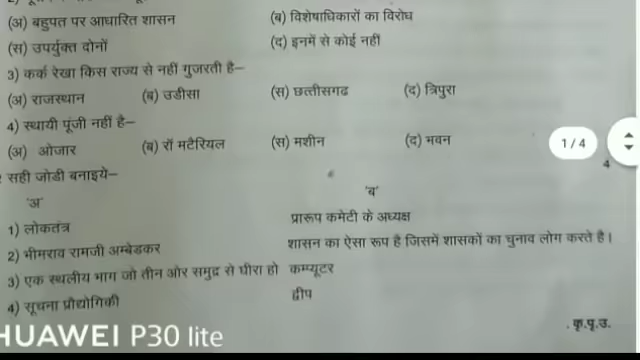 (अ) बहुपत पर आधारित शासन (ब) विशेषाधिकारों का विरोध
(स) उपर्युक्त दोनों (द) इनमें से कोई नहीं
3) कर्क रेखा किस राज्य से नहीं गुजरती है–
(अ) राजस्थान (ब) उडीसा (स) छत्तीसगढ (द) त्रिपुरा
4) स्थायी पूंजी नहीं है–
(अ) ओजार (ब) रॉ मटैरियल (स) मशीन (द) भवन
1/4
4
सही जोडी बनाइये–
'अ' 'ब'
1) लोकतंत्र प्रारूप कमेटी के अध्यक्ष
2) भीमराव रामजी अम्बेडकर शासन का ऐसा रूप है जिसमें शासकों का चुनाव लोग करते है।
3) एक स्थलीय भाग जो तीन ओर समुद्र से घीरा हो कम्प्यूटर
4) सूचना प्रौद्योगिकी द्वीप
. कृ.पृ.उ.
HUAWEI P30 lite